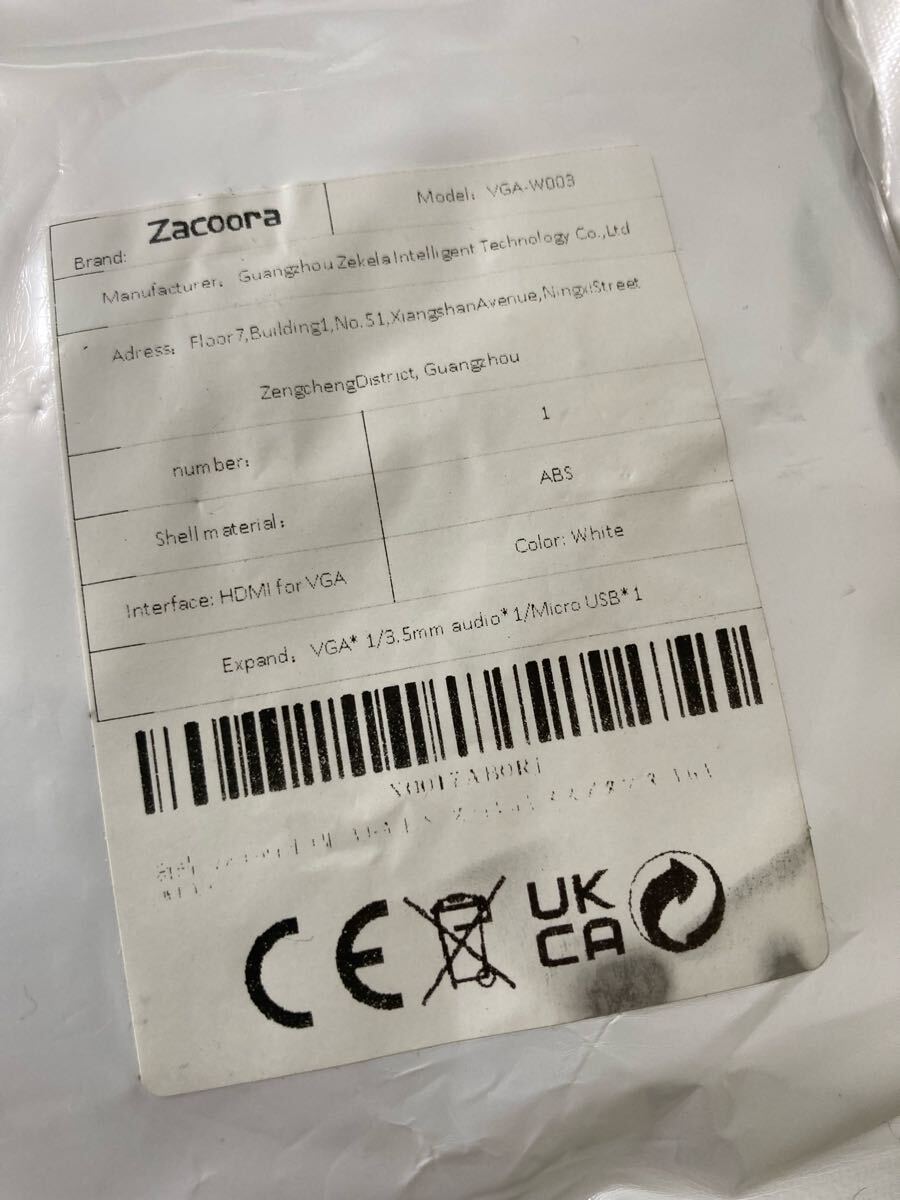 Brand: Zacoora
Model: VGA-W003
Manufacturer: Guangzhou Zekela Intelligent Technology Co.,Ltd
Adress: Floor7,Building1,No.51,XiangshanAvenue,NingxiStreet
ZengchengDistrict, Guangzhou
number: 1
Shell material: ABS
Interface: HDMI for VGA
Color: White
Expand: VGA* 1/3.5mm audio* 1/Micro USB* 1
CE
UK
CA